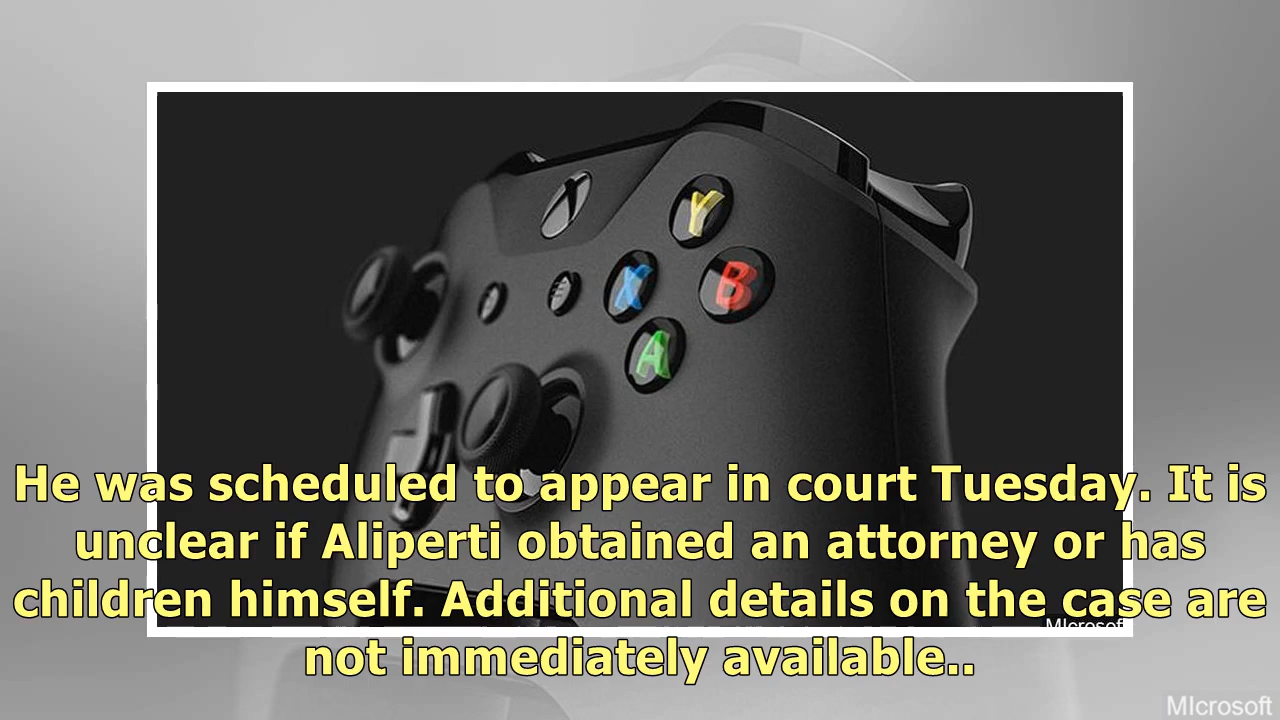 Y
X
B
A
He was scheduled to appear in court Tuesday. It is
unclear if Aliperti obtained an attorney or has
children himself. Additional details on the case are
MIcrosoft
not immediately available..
MIcrosoft